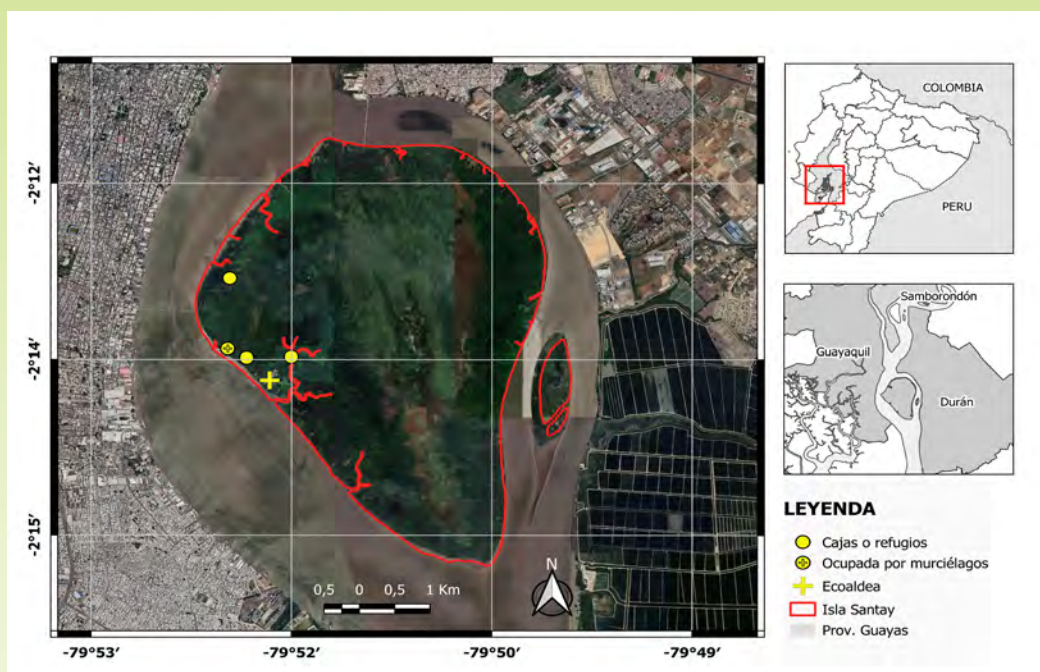 -2°12'
-2°14'
-2°15'
-79°53'
-79°52'
-79°50'
-79°49'
0,5 0 0,5 1 Km
N
COLOMBIA
PERU
Samborondón
Guayaquil
Durán
LEYENDA
Cajas o refugios
Ocupada por murciélagos
Ecoaldea
Isla Santay
Prov. Guayas